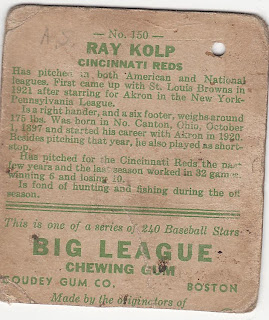 No. 150
RAY KOLP
CINCINNATI REDS
Has pitched in both American and National
leagues. First came up with St. Louis Browns in
1921 after starring for Akron in the New York-
Pennsylvania League.
Is a right hander, and a six footer, weighs around
175 lbs. Was born in No. Canton, Ohio, October
1, 1897 and started his career with Akron in 1920.
Besides pitching that year, he also played as short-
stop.
Has pitched for the Cincinnati Reds the pa
few years and the last season worked in 32 gam
winning 6 and losing 10.
Is fond of hunting and fishing during the of
season.
This is one of a series of 240 Baseball Stars
BIG LEAGUE
CHEWING GUM
GOUDEY GUM CO. BOSTON
Made by the originators of